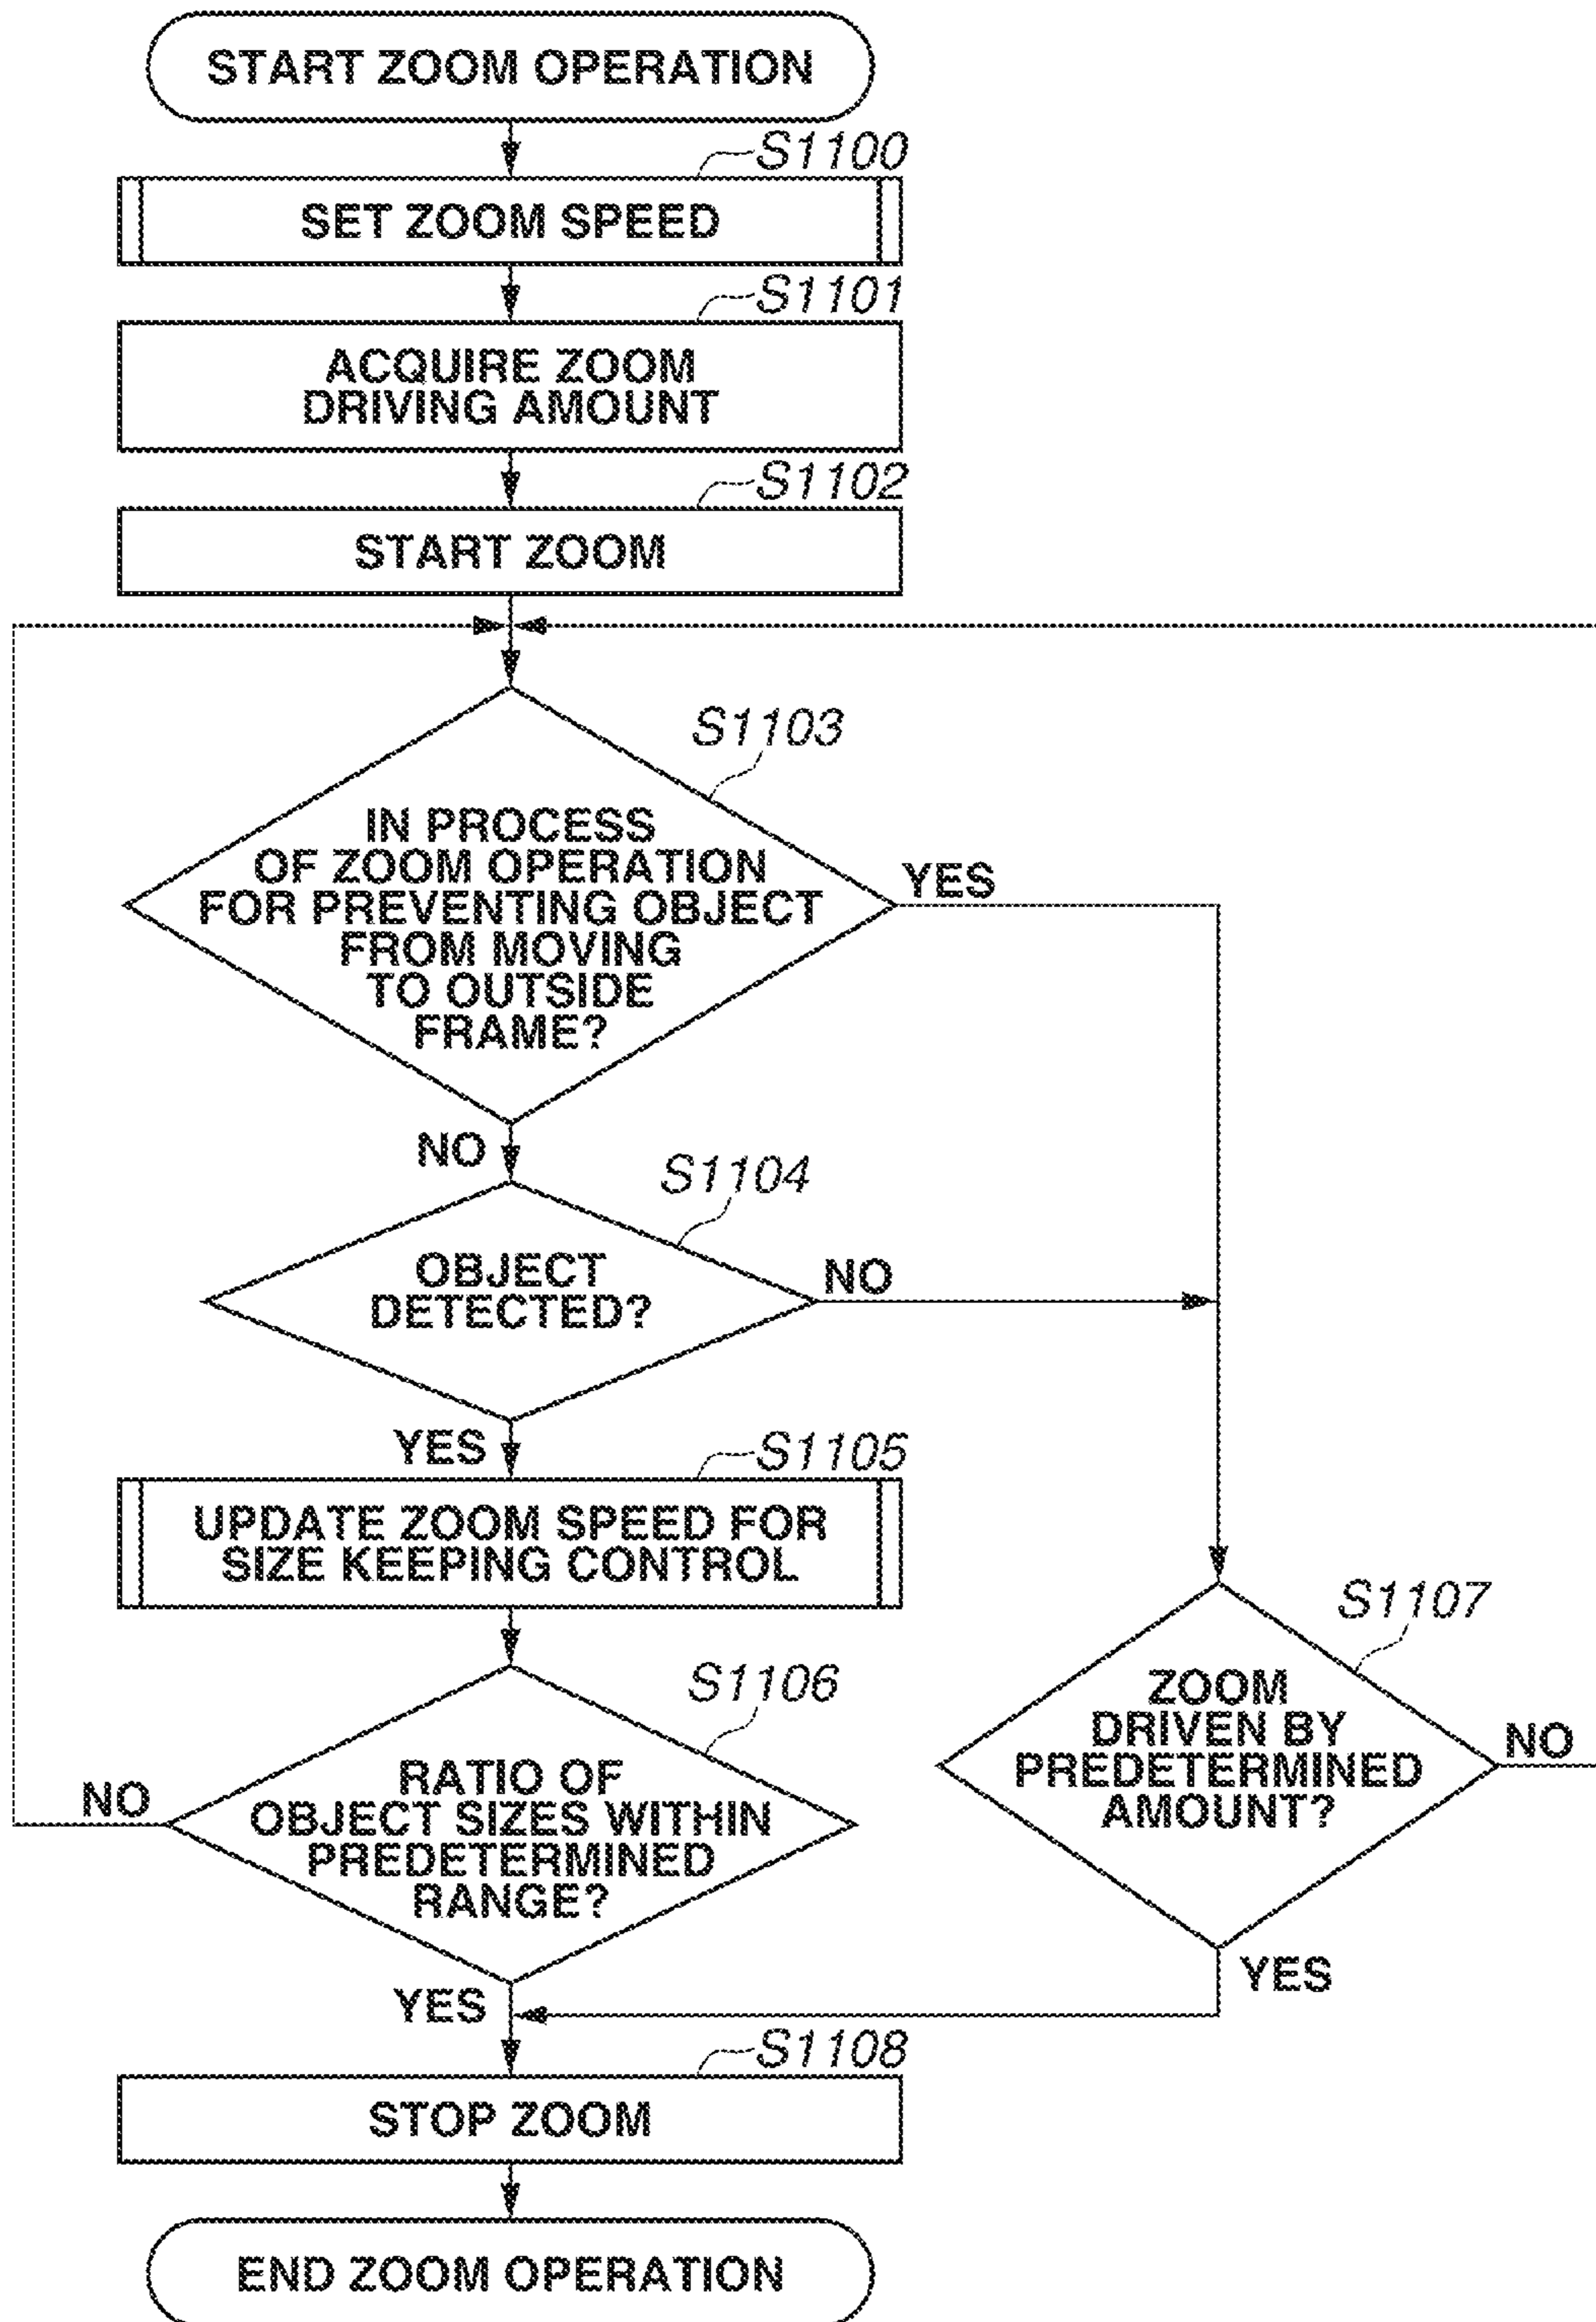 START ZOOM OPERATION
S1100
SET ZOOM SPEED
S1101
ACQUIRE ZOOM
DRIVING AMOUNT
S1102
START ZOOM
S1103
IN PROCESS
OF ZOOM OPERATION
FOR PREVENTING OBJECT
FROM MOVING
TO OUTSIDE
FRAME?
YES
NO
S1104
OBJECT
DETECTED?
NO
YES
S1105
UPDATE ZOOM SPEED FOR
SIZE KEEPING CONTROL
S1106
RATIO OF
OBJECT SIZES WITHIN
PREDETERMINED
RANGE?
NO
YES
S1107
ZOOM
DRIVEN BY
PREDETERMINED
AMOUNT?
NO
YES
S1108
STOP ZOOM
END ZOOM OPERATION